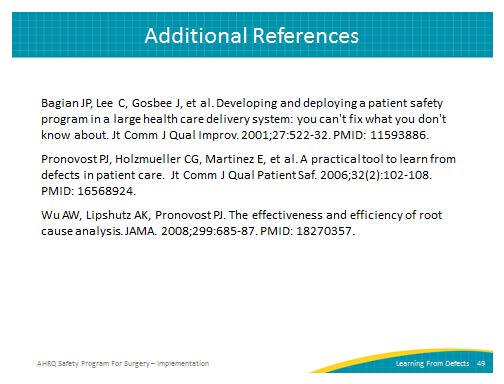 Additional References
Bagian JP, Lee C, Gosbee J, et al. Developing and deploying a patient safety
program in a large health care delivery system: you can't fix what you don't
know about. Jt Comm J Qual Improv. 2001;27:522-32. PMID: 11593886.
Pronovost PJ, Holzmueller CG, Martinez E, et al. A practical tool to learn from
defects in patient care. Jt Comm J Qual Patient Saf. 2006;32(2):102-108.
PMID: 16568924.
Wu AW, Lipshutz AK, Pronovost PJ. The effectiveness and efficiency of root
cause analysis. JAMA. 2008;299:685-87. PMID: 18270357.
AHRQ Safety Program For Surgery – Implementation
Learning From Defects 49